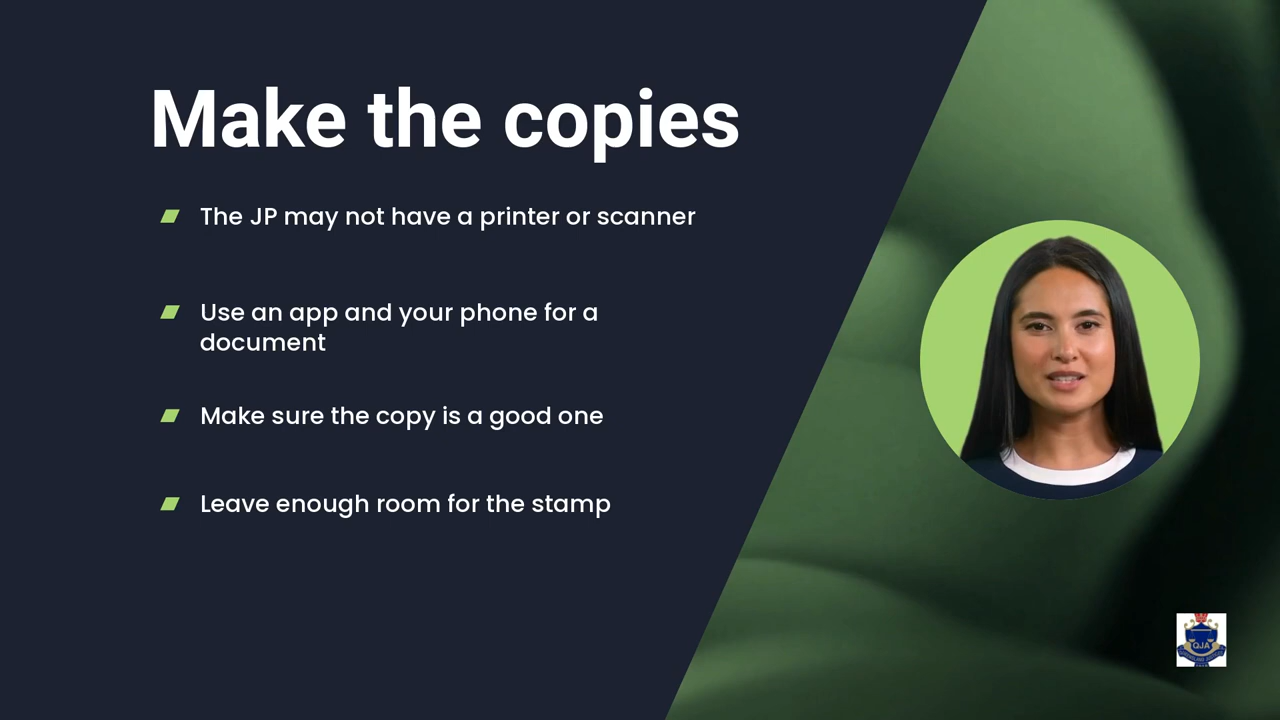 Make the copies
The JP may not have a printer or scanner
Use an app and your phone for a
document
Make sure the copy is a good one
Leave enough room for the stamp
QJA